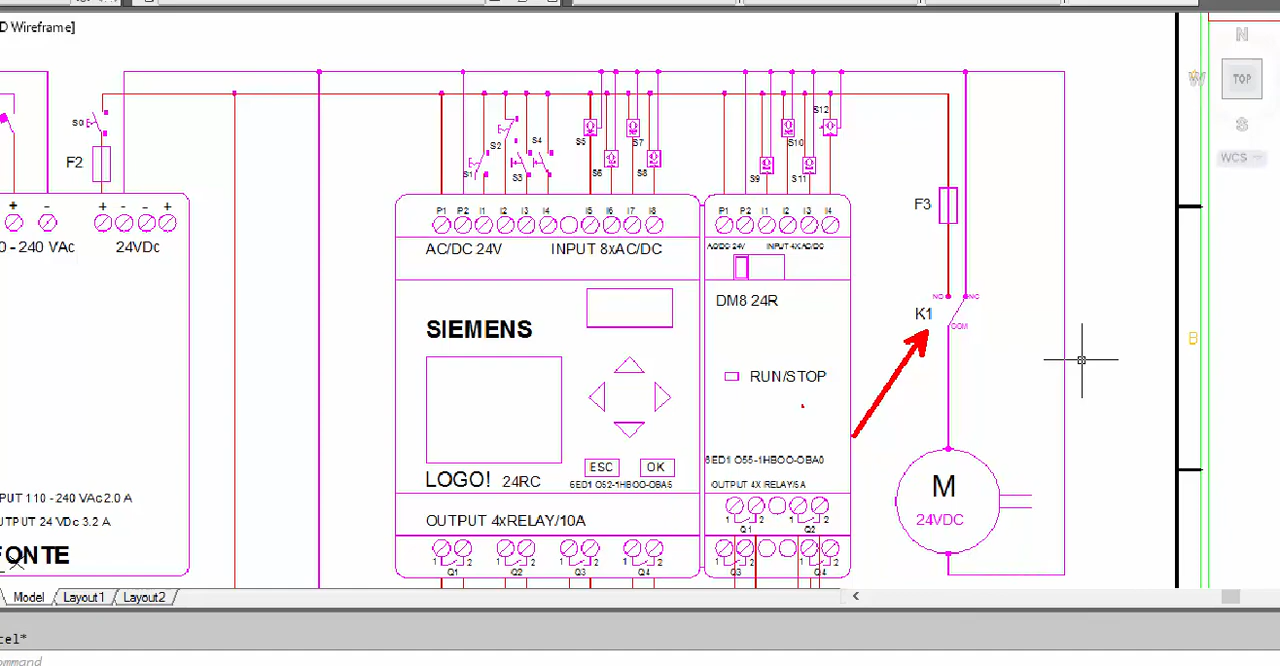 D Wireframe]
N
W
TOP
S
WCS
S0
F2
+ - + - - +
0 - 240 VAc
24VDc
S1 S2 S3 S4 S5 S6 S7 S8
S9 S10 S11 S12
P1 P2 I1 I2 I3 I4 I5 I6 I7 I8
P1 P2 I1 I2 I3 I4
AC/DC 24V
INPUT 8xAC/DC
AC/DC 24V
INPUT 4XAC/DC
F3
DM8 24R
SIEMENS
NO
NC
K1
COM
B
RUN/STOP
6ED1 O55-1HBOO-OBA0
ESC
OK
LOGO! 24RC
6ED1 O52-1HBOO-OBA5
OUTPUT 4X RELAY/5A
M
24VDC
PUT 110 - 240 VAc 2.0 A
UTPUT 24 VDc 3.2 A
OUTPUT 4xRELAY/10A
1 2 1 2
Q1 Q2
FONTE
1 2 1 2 1 2 1 2
Q1 Q2 Q3 Q4
1 2 1 2
Q3 Q4
Model
Layout1
Layout2
cel*
ommand